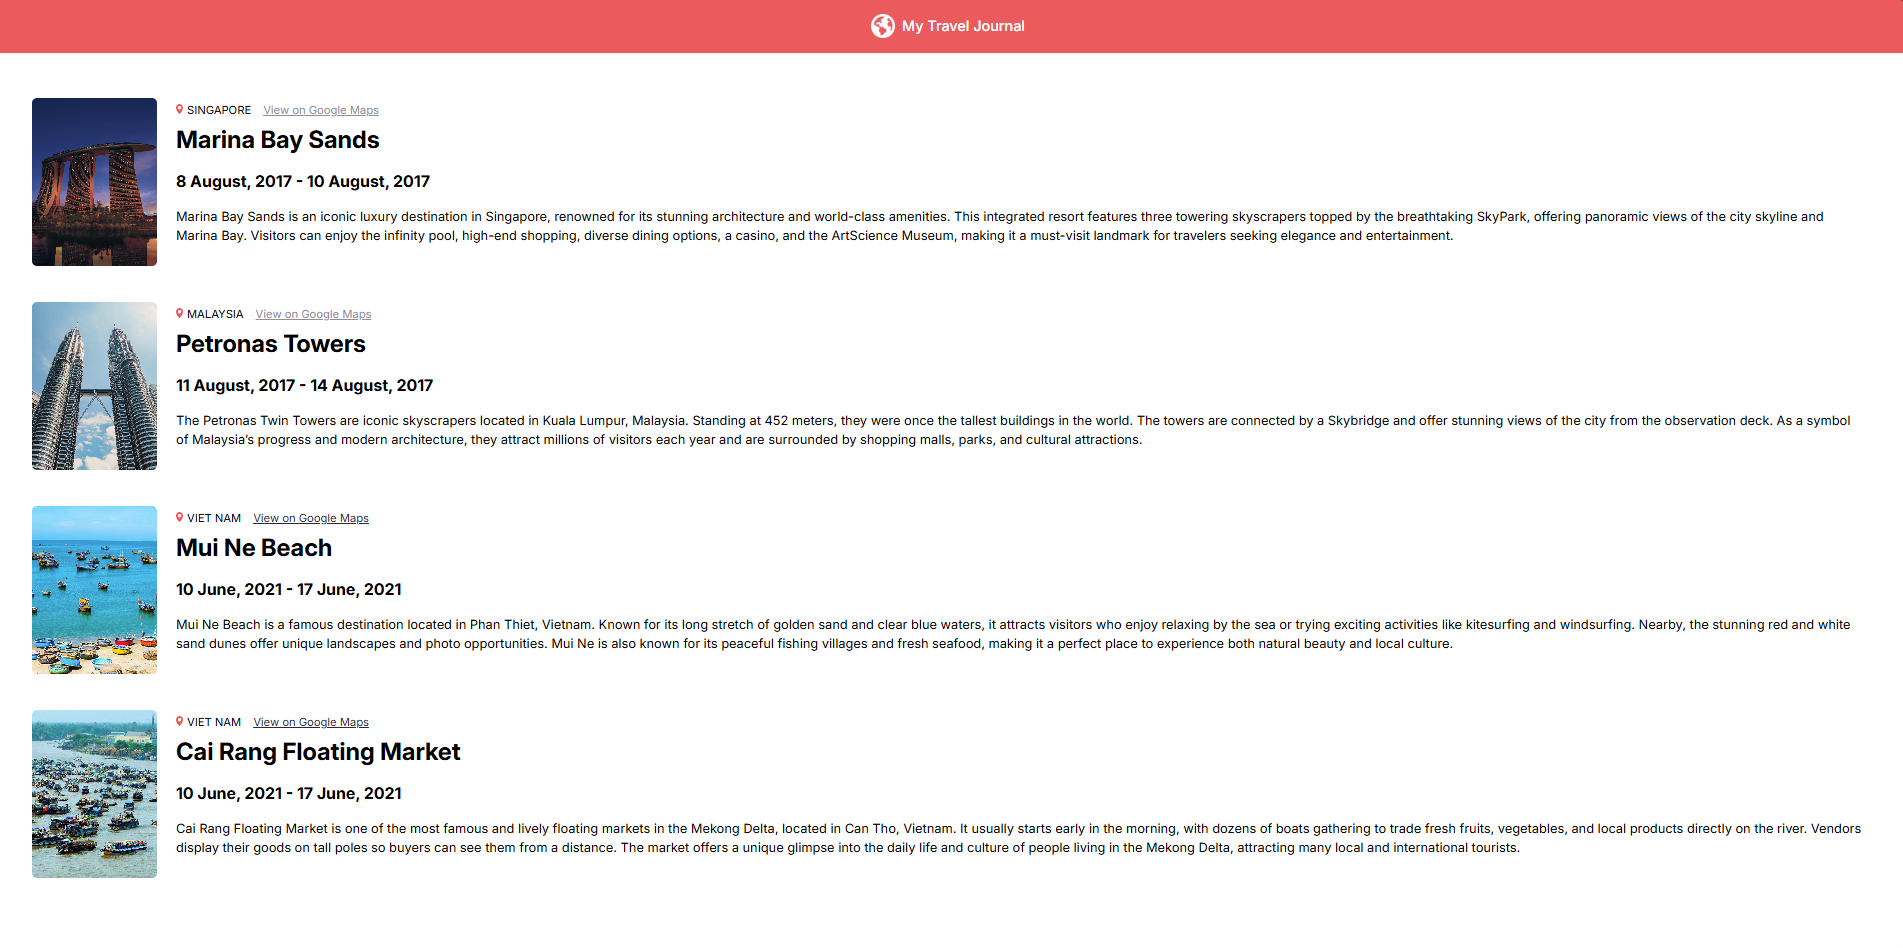 My Travel Journal
SINGAPORE View on Google Maps
Marina Bay Sands
8 August, 2017 - 10 August, 2017
Marina Bay Sands is an iconic luxury destination in Singapore, renowned for its stunning architecture and world-class amenities. This integrated resort features three towering skyscrapers topped by the breathtaking SkyPark, offering panoramic views of the city skyline and
Marina Bay. Visitors can enjoy the infinity pool, high-end shopping, diverse dining options, a casino, and the ArtScience Museum, making it a must-visit landmark for travelers seeking elegance and entertainment.
MALAYSIA View on Google Maps
Petronas Towers
11 August, 2017 - 14 August, 2017
The Petronas Twin Towers are iconic skyscrapers located in Kuala Lumpur, Malaysia. Standing at 452 meters, they were once the tallest buildings in the world. The towers are connected by a Skybridge and offer stunning views of the city from the observation deck. As a symbol
of Malaysia's progress and modern architecture, they attract millions of visitors each year and are surrounded by shopping malls, parks, and cultural attractions.
VIET NAM View on Google Maps
Mui Ne Beach
10 June, 2021 - 17 June, 2021
Mui Ne Beach is a famous destination located in Phan Thiet, Vietnam. Known for its long stretch of golden sand and clear blue waters, it attracts visitors who enjoy relaxing by the sea or trying exciting activities like kitesurfing and windsurfing. Nearby, the stunning red and white
sand dunes offer unique landscapes and photo opportunities. Mui Ne is also known for its peaceful fishing villages and fresh seafood, making it a perfect place to experience both natural beauty and local culture.
VIET NAM View on Google Maps
Cai Rang Floating Market
10 June, 2021 - 17 June, 2021
Cai Rang Floating Market is one of the most famous and lively floating markets in the Mekong Delta, located in Can Tho, Vietnam. It usually starts early in the morning, with dozens of boats gathering to trade fresh fruits, vegetables, and local products directly on the river. Vendors
display their goods on tall poles so buyers can see them from a distance. The market offers a unique glimpse into the daily life and culture of people living in the Mekong Delta, attracting many local and international tourists.